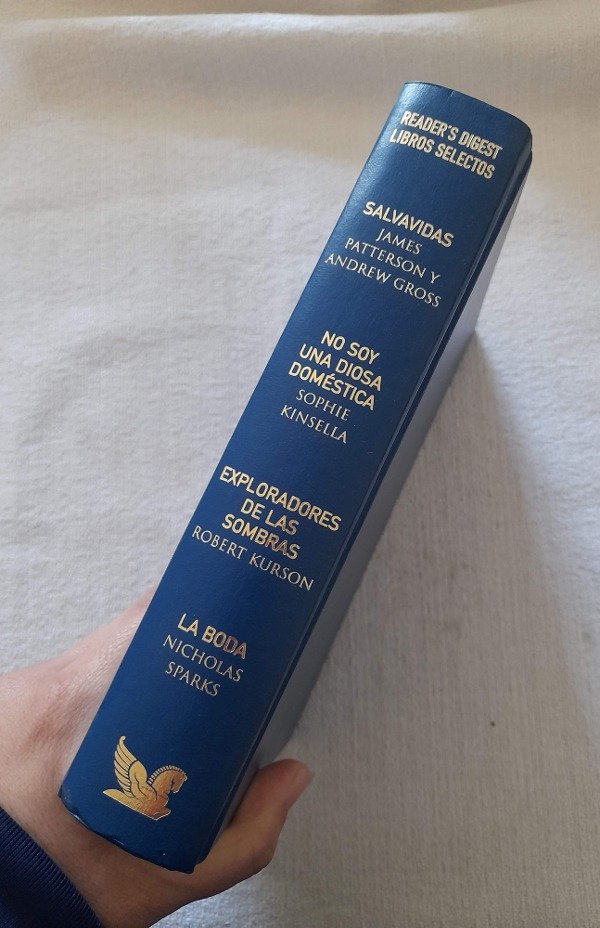 READER'S DIGEST
LIBROS SELECTOS
SALVAVIDAS
JAMES
PATTERSON Y
ANDREW GROSS
NO SOY
UNA DIOSA
DOMÉSTICA
SOPHIE
KINSELLA
EXPLORADORES
DE LAS
SOMBRAS
ROBERT KURSON
LA BODA
NICHOLAS
SPARKS